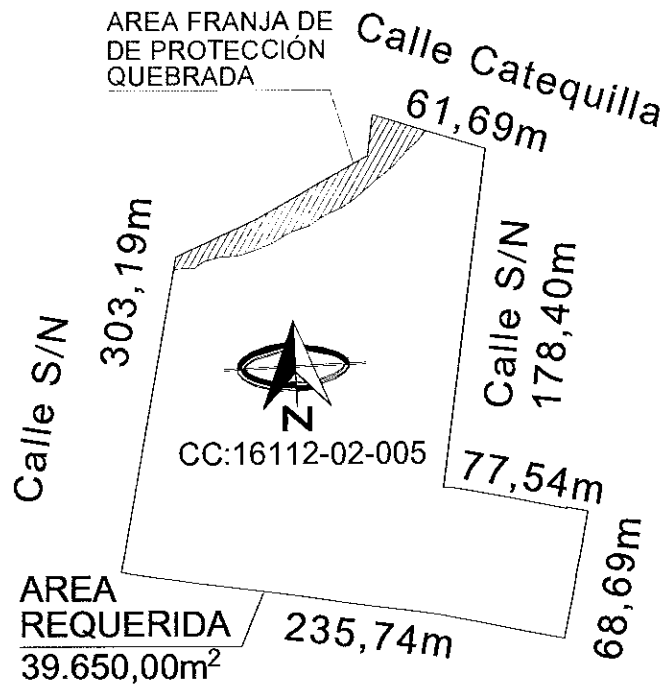 AREA FRANJA DE
DE PROTECCIÓN
QUEBRADA
Calle Catequilla
61,69m
Calle S/N
303,19m
Calle S/N
178,40m
N
CC:16112-02-005
77,54m
68,69m
AREA
REQUERIDA
39.650,00m²
235,74m